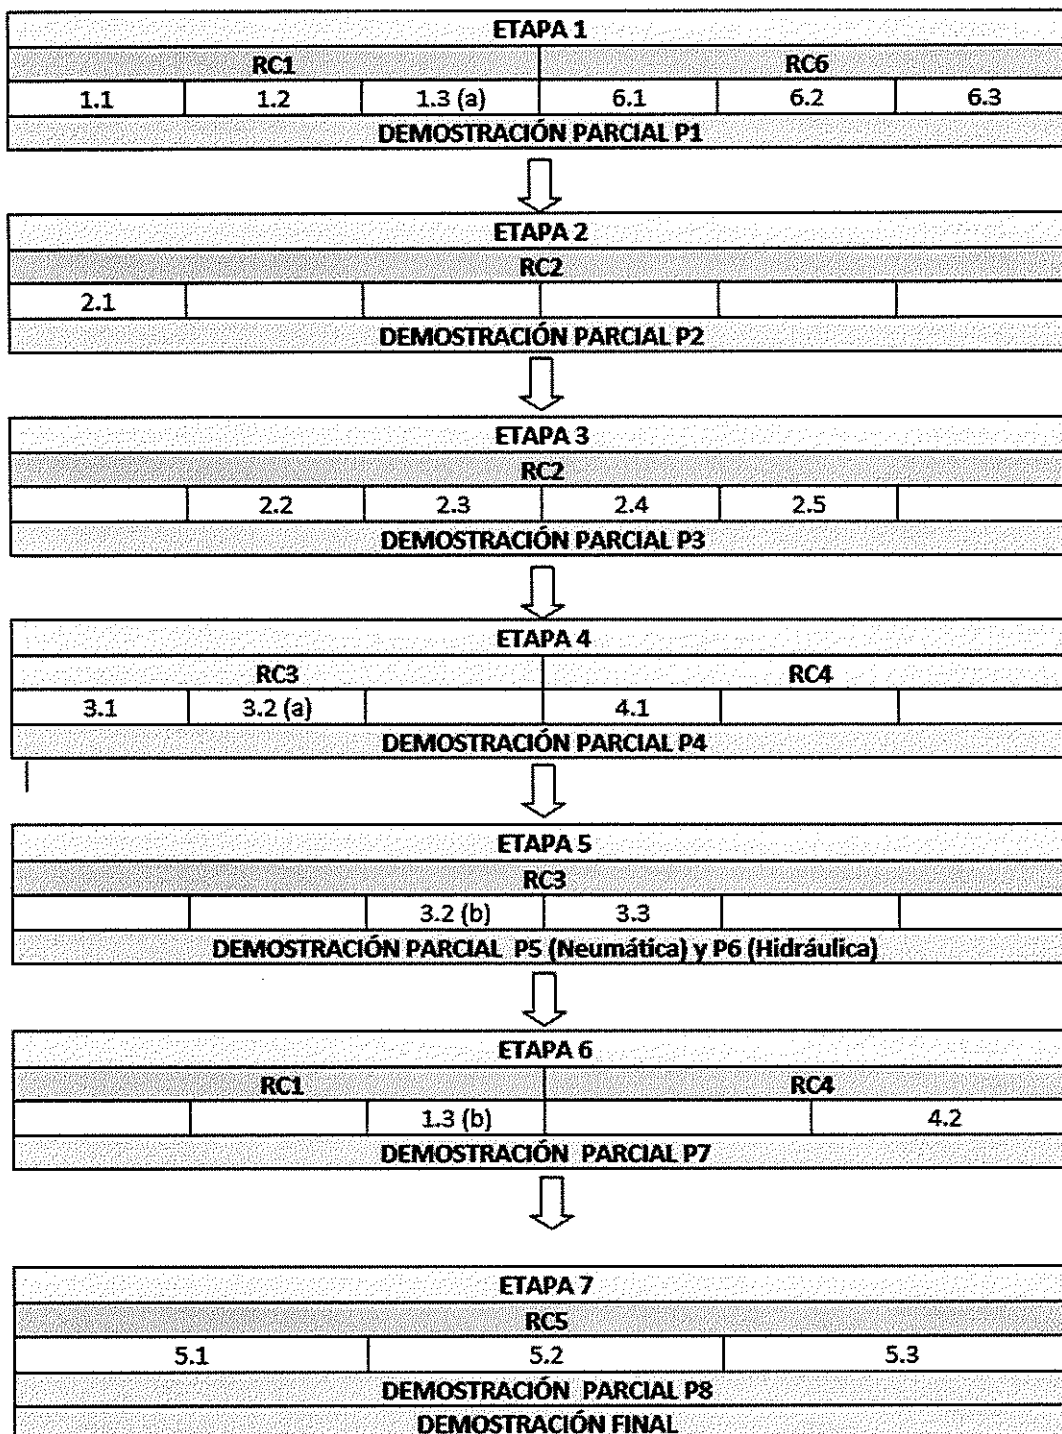 ETAPA 1
RC1 RC6
1.1 1.2 1.3 (a) 6.1 6.2 6.3
DEMOSTRACIÓN PARCIAL P1
ETAPA 2
RC2
2.1
DEMOSTRACIÓN PARCIAL P2
ETAPA 3
RC2
2.2 2.3 2.4 2.5
DEMOSTRACIÓN PARCIAL P3
ETAPA 4
RC3 RC4
3.1 3.2 (a) 4.1
DEMOSTRACIÓN PARCIAL P4
ETAPA 5
RC3
3.2 (b) 3.3
DEMOSTRACIÓN PARCIAL P5 (Neumática) y P6 (Hidráulica)
ETAPA 6
RC1 RC4
1.3 (b) 4.2
DEMOSTRACIÓN PARCIAL P7
ETAPA 7
RC5
5.1 5.2 5.3
DEMOSTRACIÓN PARCIAL P8
DEMOSTRACIÓN FINAL